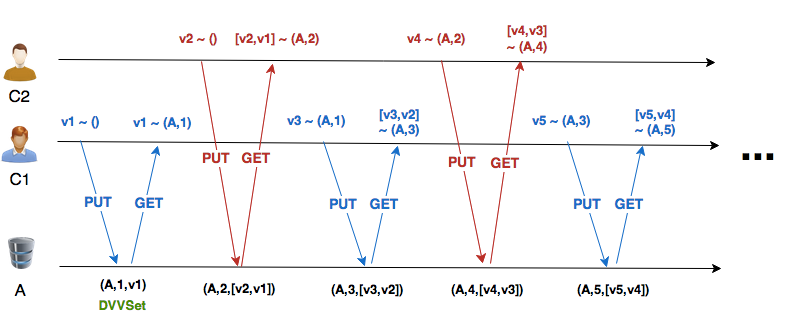 v2 ~ ()
[v2,v1] ~ (A,2)
v4 ~ (A,2)
[v4,v3]
~ (A,4)
C2
v1 ~ ()
v1 ~ (A,1)
v3 ~ (A,1)
[v3,v2]
~ (A,3)
v5 ~ (A,3)
[v5,v4]
~ (A,5)
...
C1
PUT
GET
PUT
GET
PUT
GET
PUT
GET
PUT
GET
A
(A,1,v1)
DVVSet
(A,2,[v2,v1])
(A,3,[v3,v2])
(A,4,[v4,v3])
(A,5,[v5,v4])